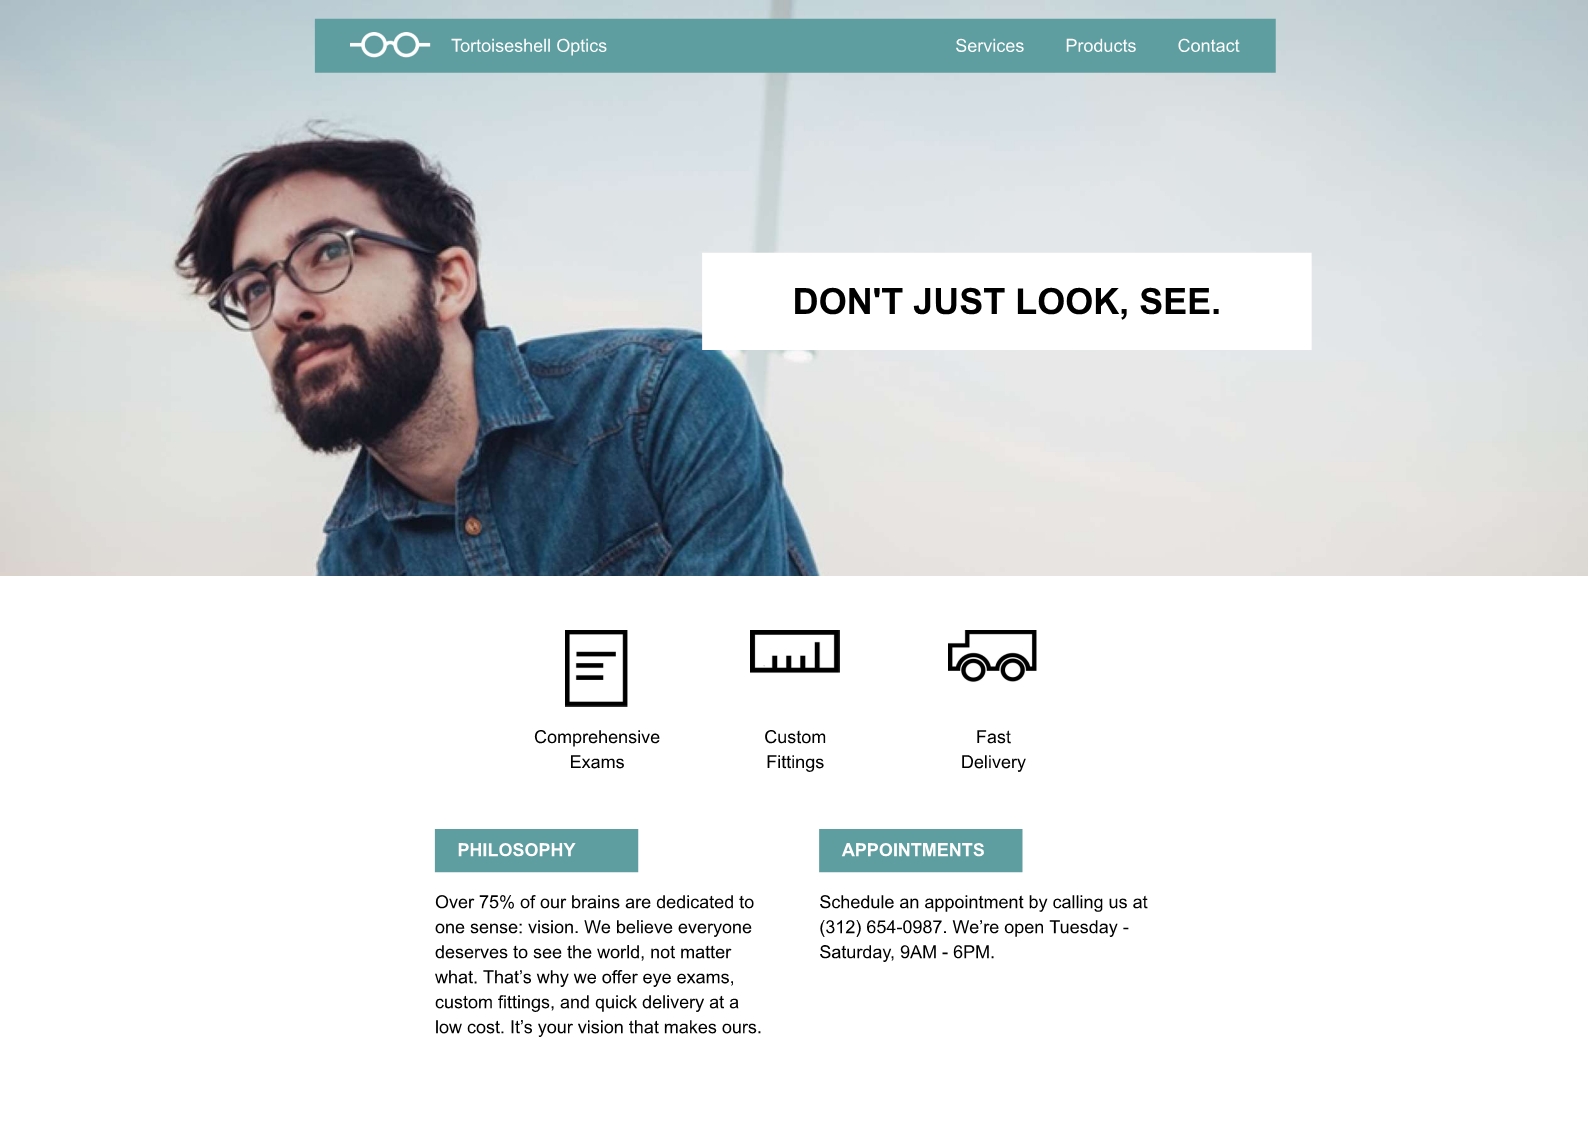 Tortoiseshell Optics
Services
Products
Contact
DON'T JUST LOOK, SEE.
Comprehensive
Exams
Custom
Fittings
Fast
Delivery
PHILOSOPHY
Over 75% of our brains are dedicated to
one sense: vision. We believe everyone
deserves to see the world, not matter
what. That’s why we offer eye exams,
custom fittings, and quick delivery at a
low cost. It’s your vision that makes ours.
APPOINTMENTS
Schedule an appointment by calling us at
(312) 654-0987. We’re open Tuesday -
Saturday, 9AM - 6PM.